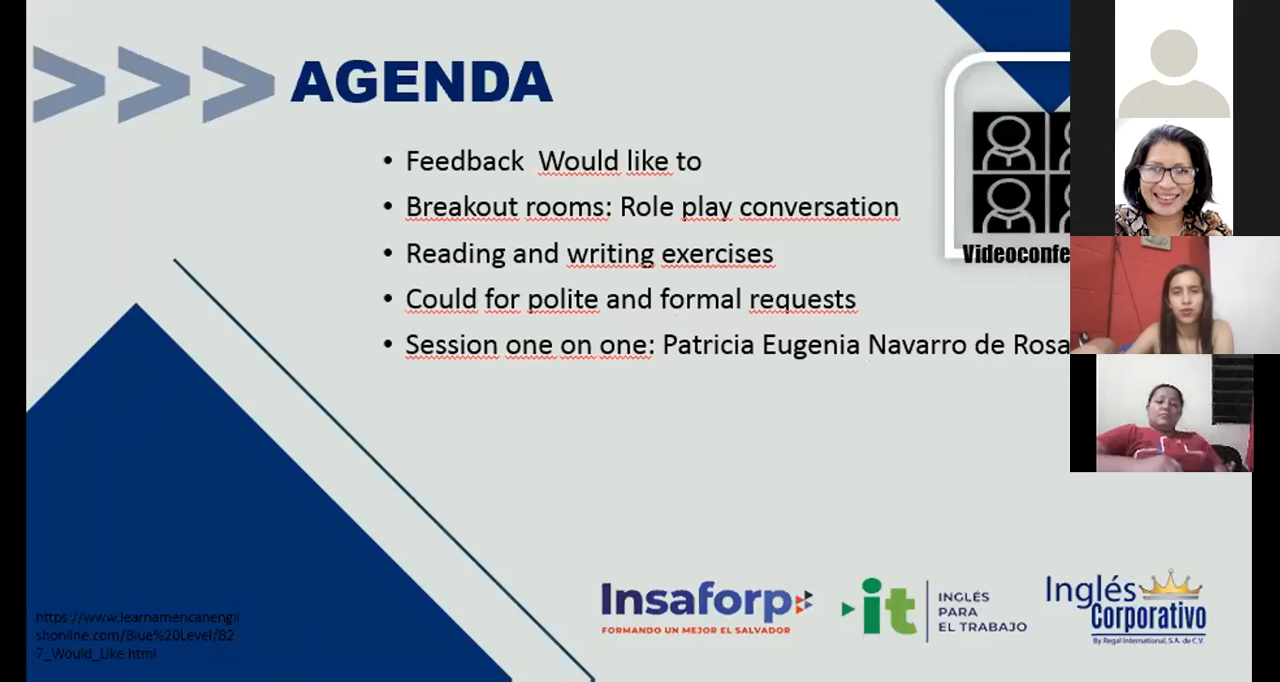 >>> AGENDA
• Feedback Would like to
• Breakout rooms: Role play conversation
• Reading and writing exercises
• Could for polite and formal requests
• Session one on one: Patricia Eugenia Navarro de Rosa
Videoconfe
Insaforp
FORMANDO UN MEJOR EL SALVADOR
it
INGLÉS
PARA
EL TRABAJO
Inglés
Corporativo
By Regal International, S.A. de C.V.
https://www.learnamericanengli
shonline.com/Blue%20Level/B2
7_Would_Like.html